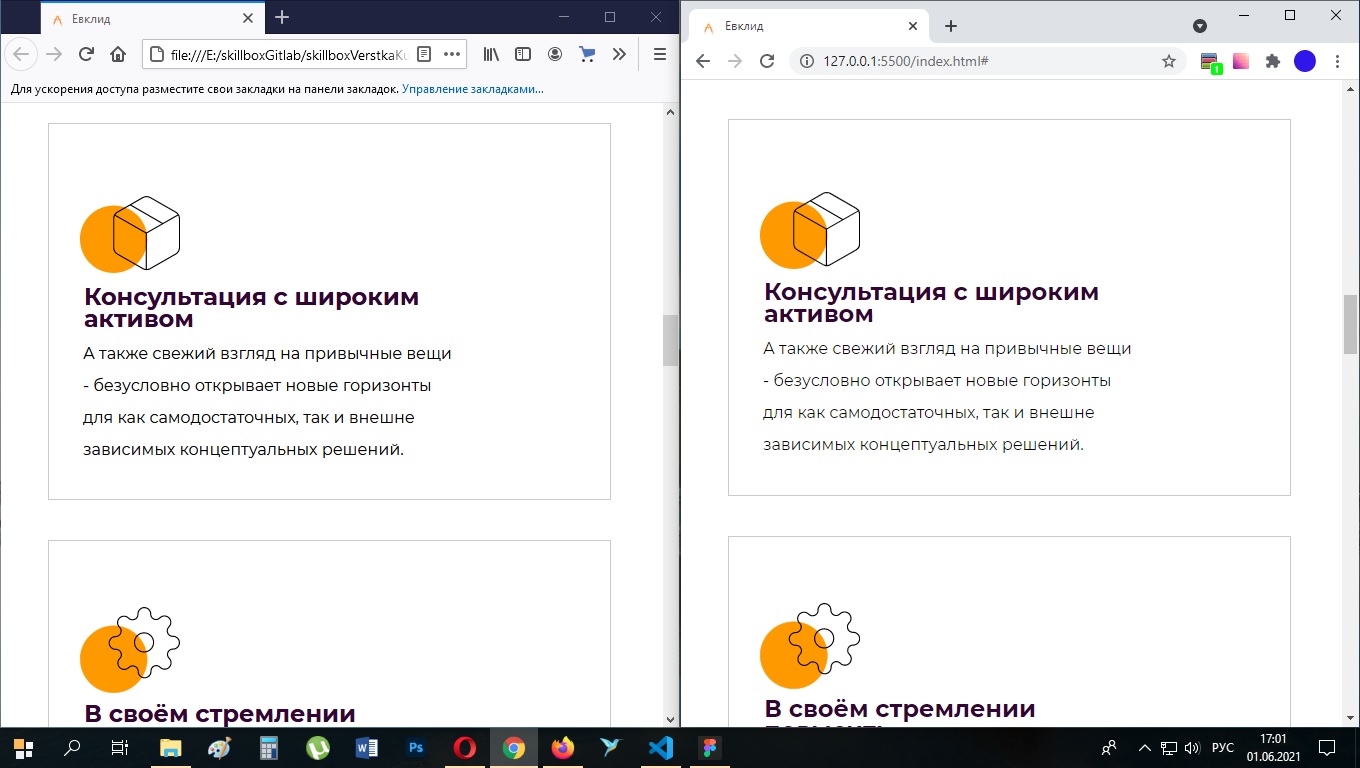 Евклид
file:///E:/skillboxGitlab/skillboxVerstkaKu
Для ускорения доступа разместите свои закладки на панели закладок. Управление закладками...
Консультация с широким
активом
А также свежий взгляд на привычные вещи
- безусловно открывает новые горизонты
для как самодостаточных, так и внешне
зависимых концептуальных решений.
В своём стремлении
Евклид
127.0.0.1:5500/index.html#
1
Консультация с широким
активом
А также свежий взгляд на привычные вещи
- безусловно открывает новые горизонты
для как самодостаточных, так и внешне
зависимых концептуальных решений.
В своём стремлении
W
Ps
РУС
17:01
01.06.2021